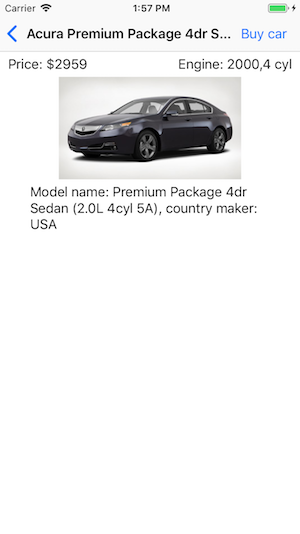 Carrier 1:57 PM
Acura Premium Package 4dr S... Buy car
Price: $2959 Engine: 2000,4 cyl
Model name: Premium Package 4dr
Sedan (2.0L 4cyl 5A), country maker:
USA